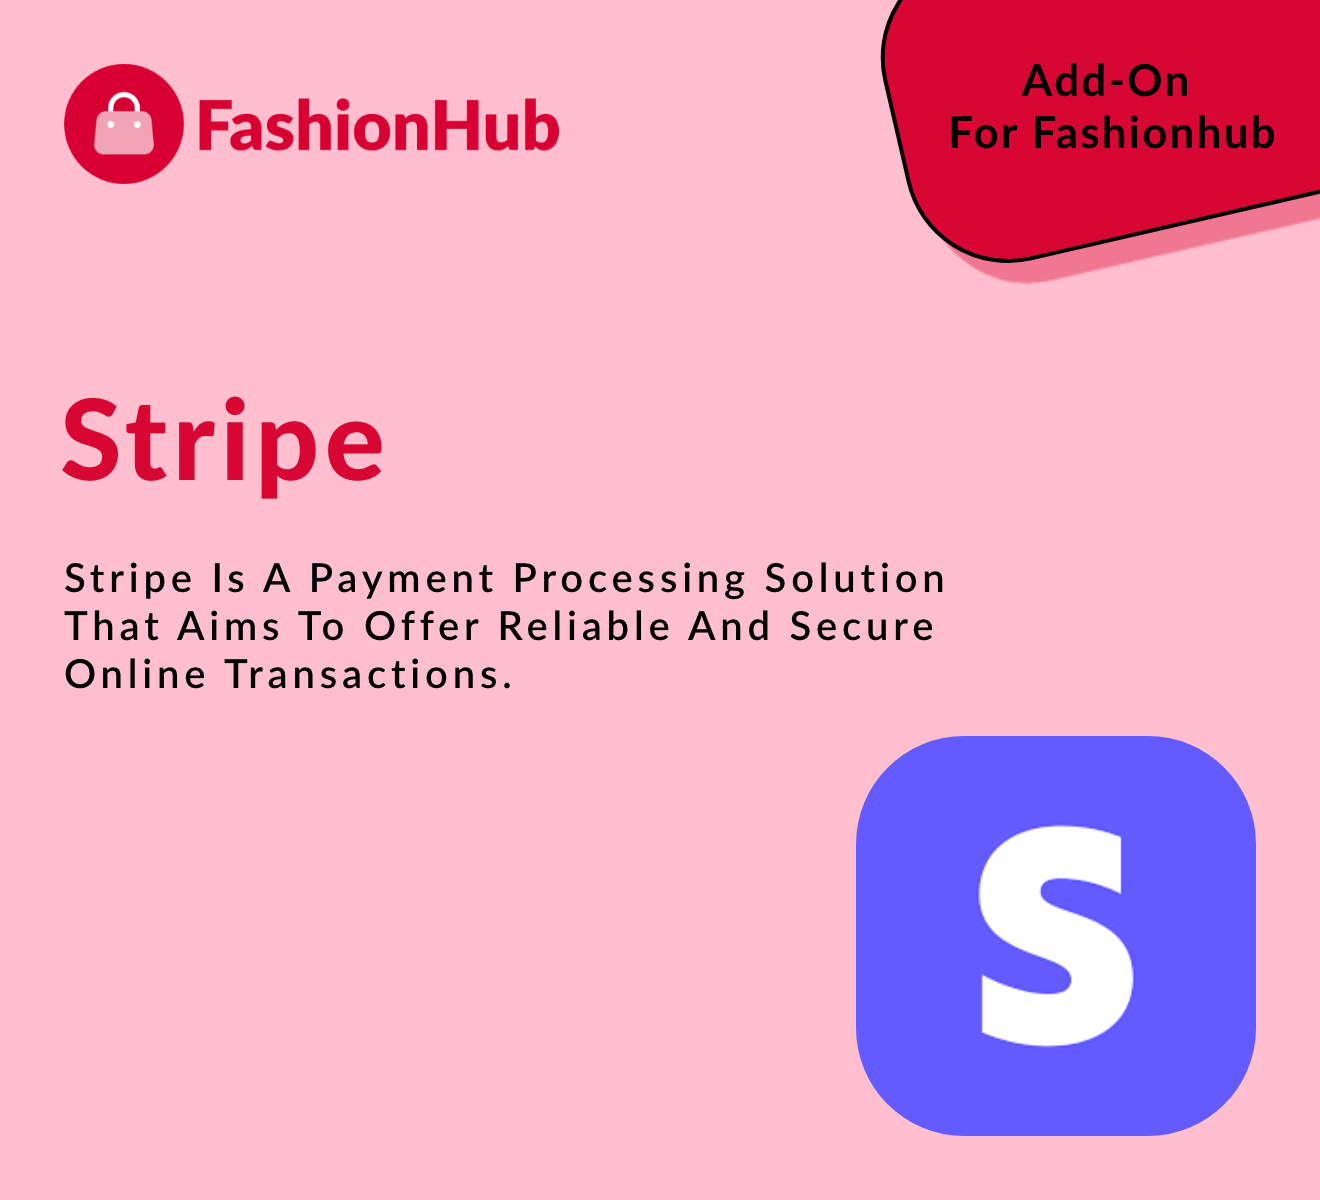 FashionHub
Add-On
For Fashionhub
Stripe
Stripe Is A Payment Processing Solution
That Aims To Offer Reliable And Secure
Online Transactions.
S